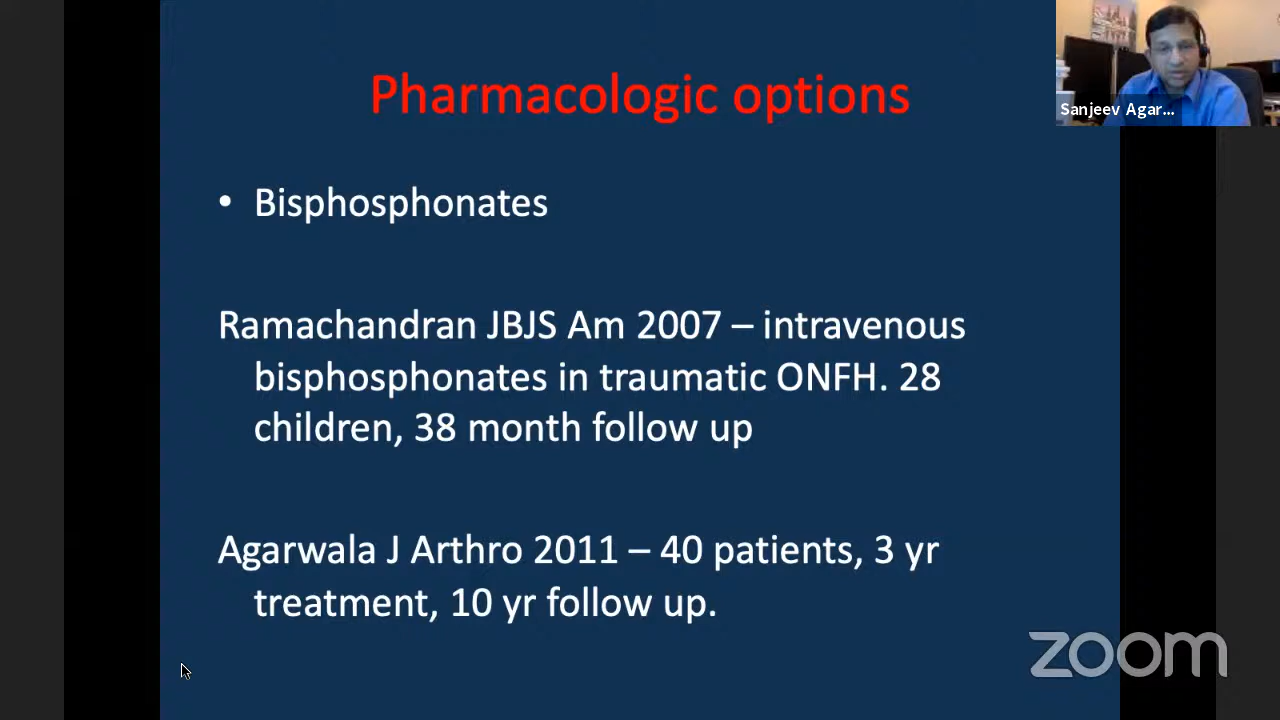 Pharmacologic options
Sanjeev Agar...
• Bisphosphonates
Ramachandran JBJS Am 2007 – intravenous
bisphosphonates in traumatic ONFH. 28
children, 38 month follow up
Agarwala J Arthro 2011 – 40 patients, 3 yr
treatment, 10 yr follow up.
zoom